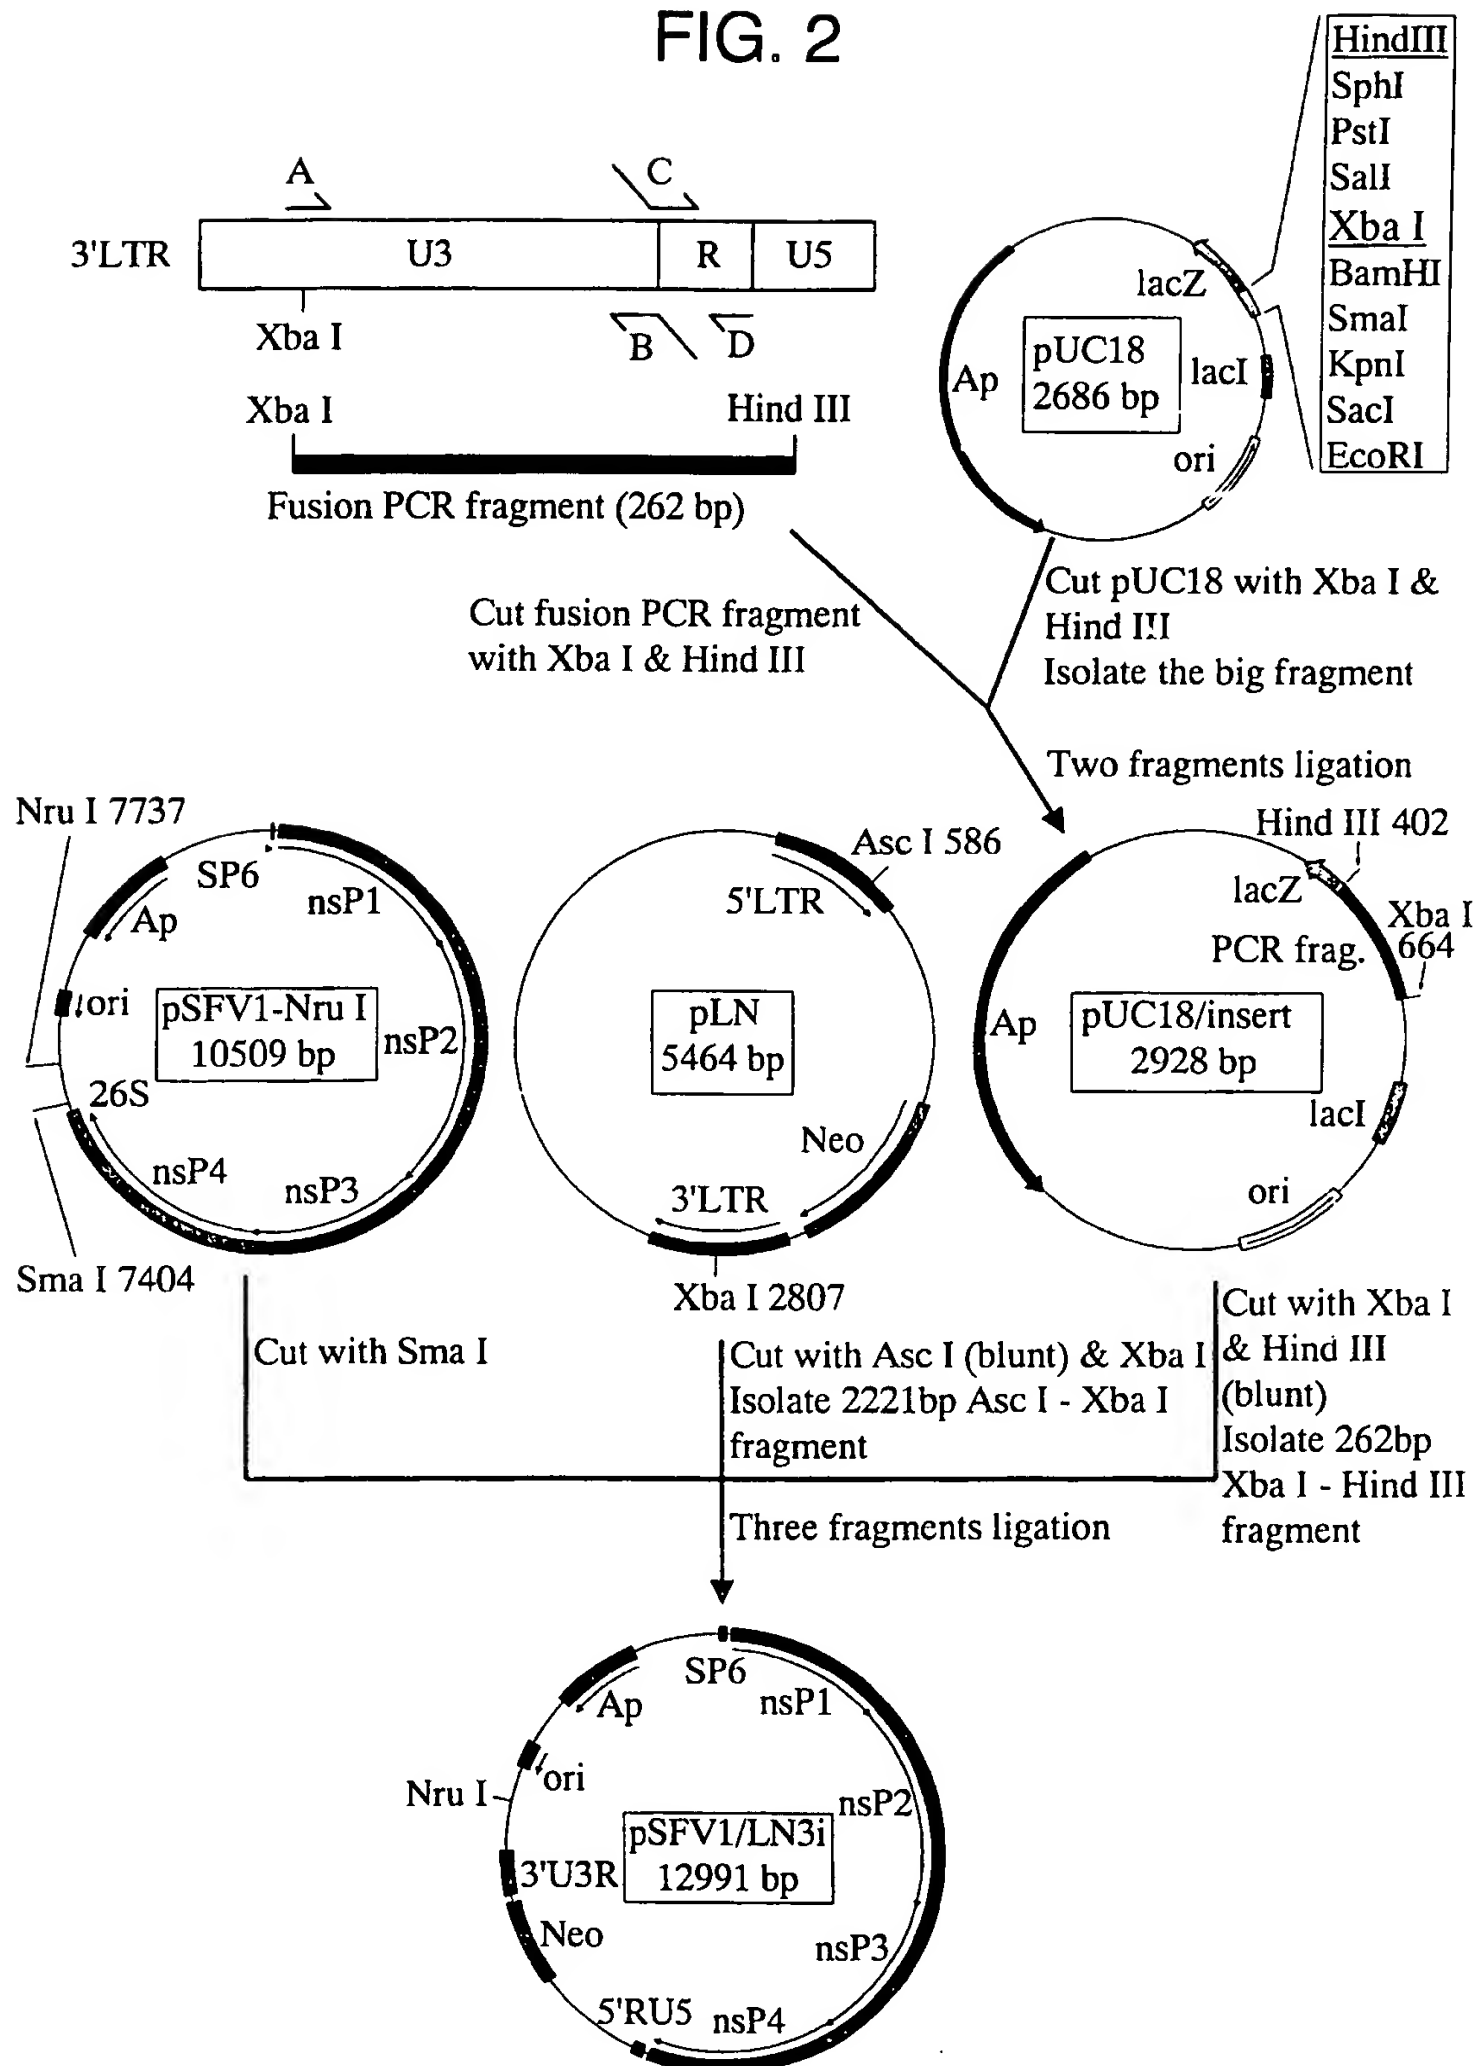 FIG. 2
HindIII
SphI
PstI
SalI
Xba I
BamHI
SmaI
KpnI
SacI
EcoRI
A
C
3'LTR
U3
R
U5
Xba I
B
D
Xba I
Hind III
Fusion PCR fragment (262 bp)
lacZ
Ap
pUC18
2686 bp
lacI
ori
Cut fusion PCR fragment
with Xba I & Hind III
Cut pUC18 with Xba I &
Hind III
Isolate the big fragment
Two fragments ligation
Nru I 7737
SP6
nsP1
Ap
ori
pSFV1-Nru I
10509 bp
nsP2
26S
nsP4
nsP3
Sma I 7404
Asc I 586
5'LTR
pLN
5464 bp
Neo
3'LTR
Xba I 2807
Hind III 402
lacZ
Xba I
664
PCR frag.
Ap
pUC18/insert
2928 bp
lacI
ori
Cut with Sma I
Cut with Asc I (blunt) & Xba I
Isolate 2221bp Asc I - Xba I
fragment
Cut with Xba I
& Hind III
(blunt)
Isolate 262bp
Xba I - Hind III
fragment
Three fragments ligation
SP6
nsP1
Ap
ori
Nru I
nsP2
pSFV1/LN3i
12991 bp
3'U3R
Neo
nsP3
5'RU5
nsP4